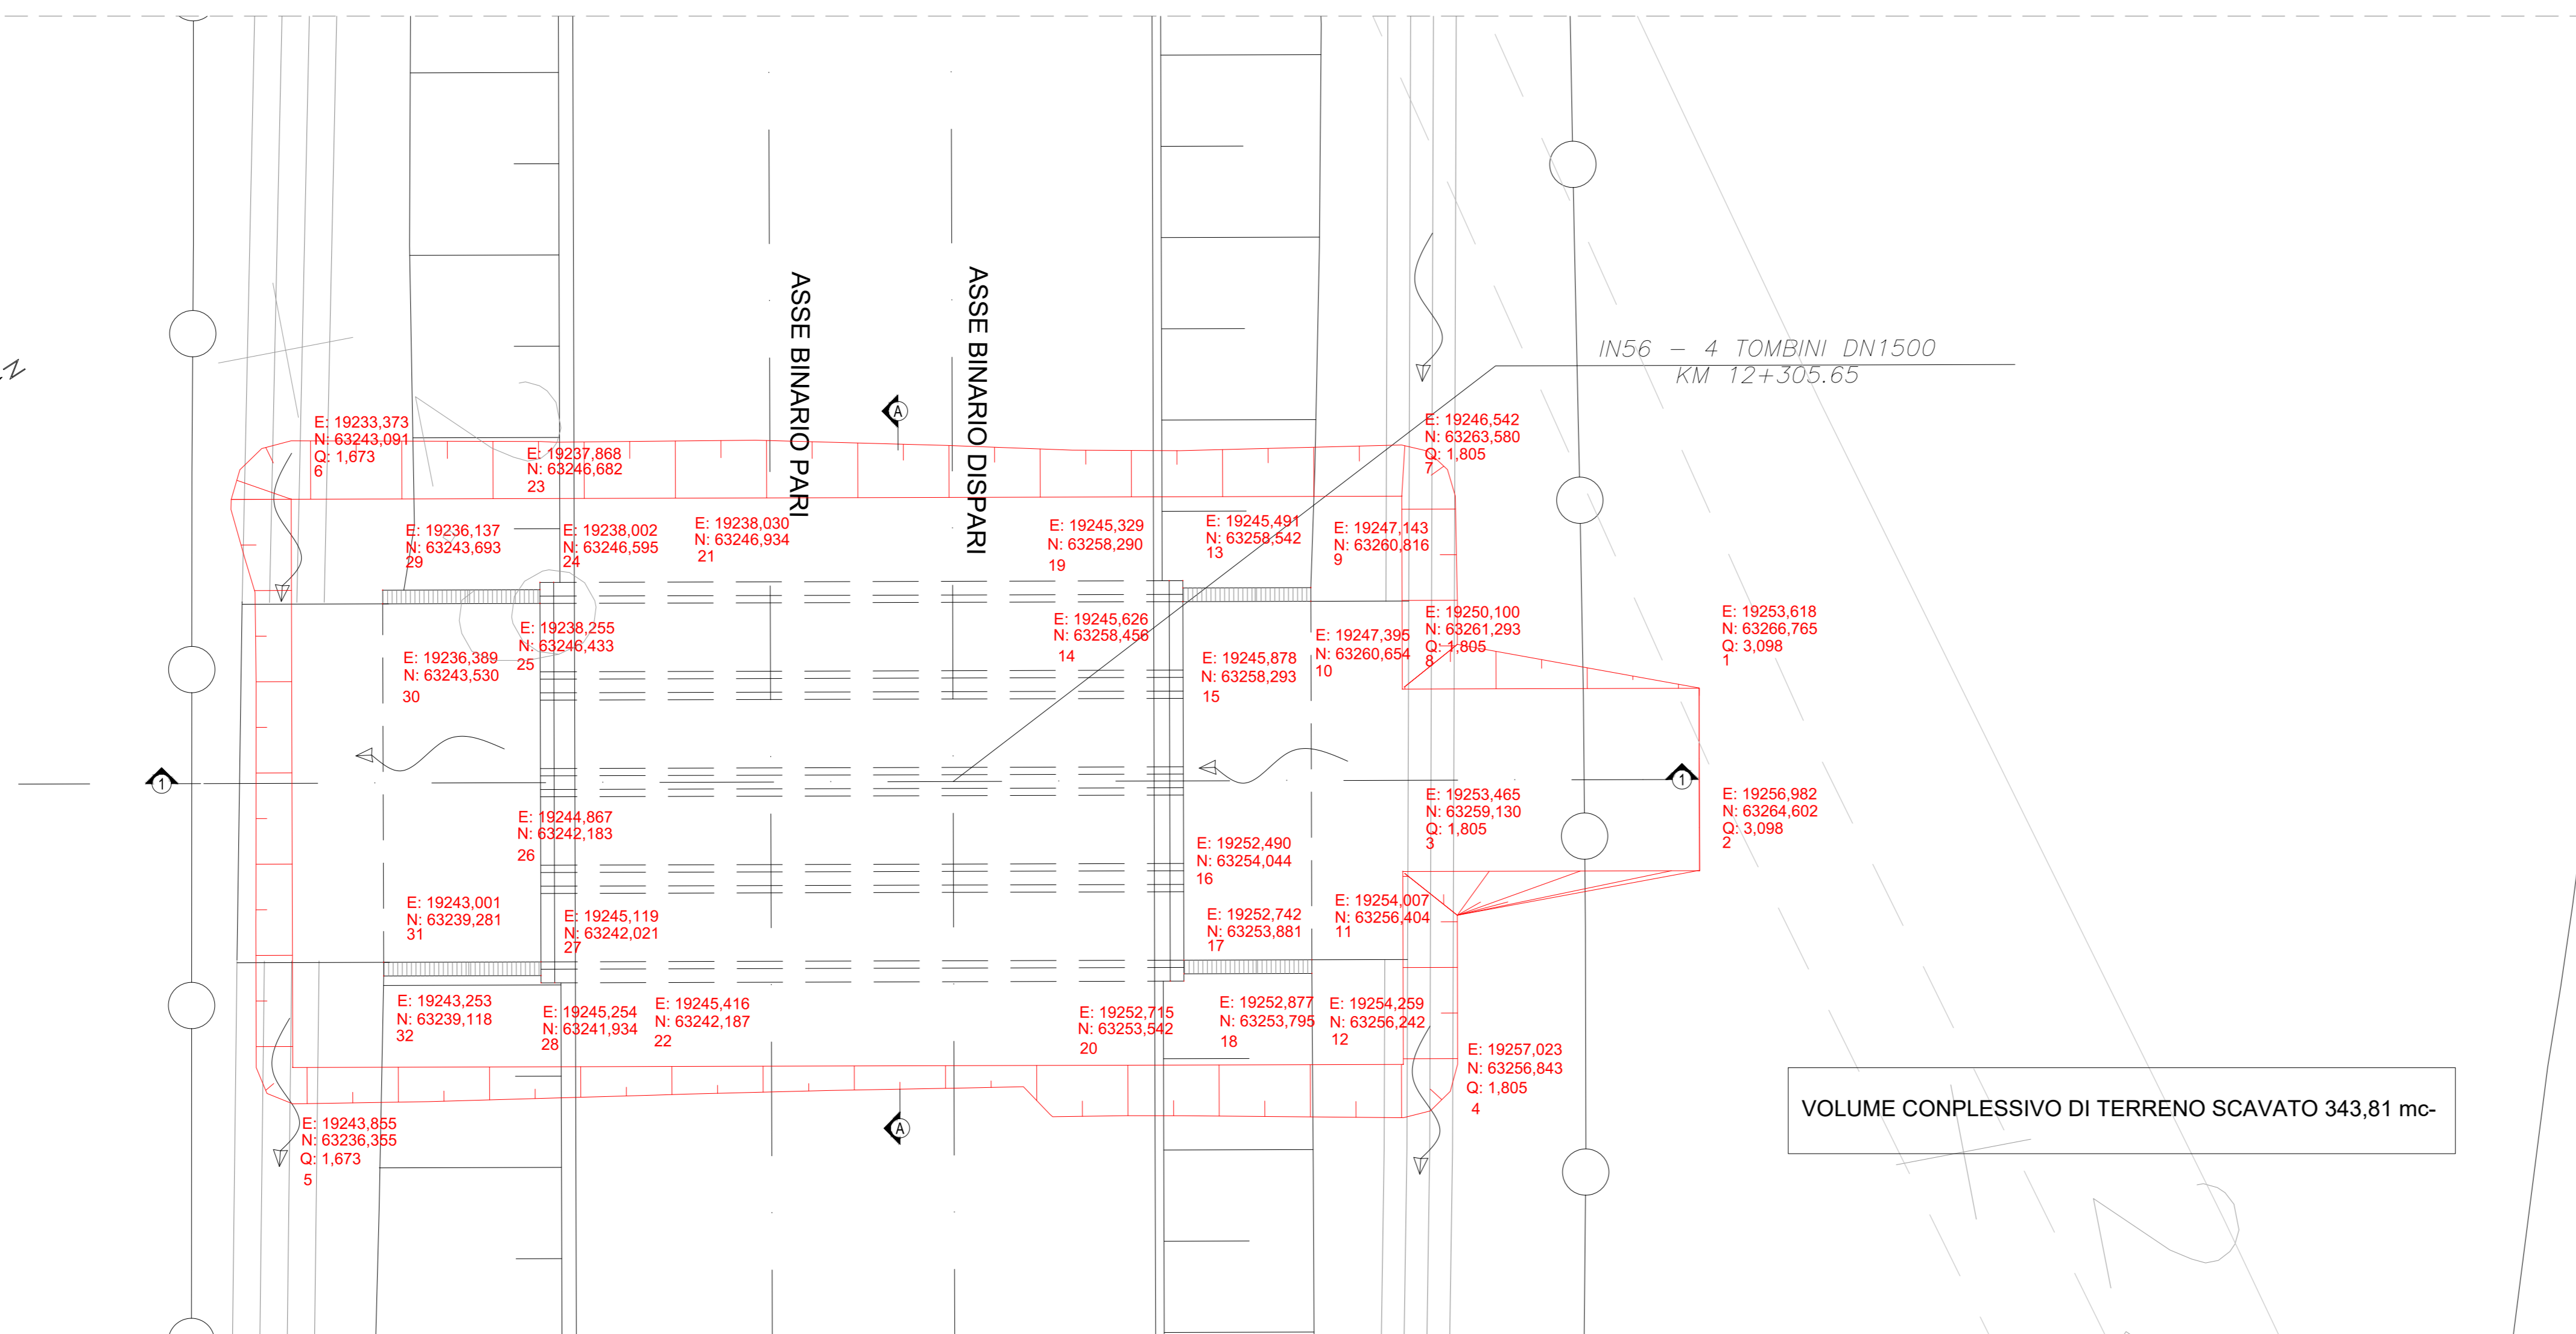 N
ASSE BINARIO PARI
ASSE BINARIO DISPARI
A
IN56 - 4 TOMBINI DN1500
KM 12+305.65
E: 19233,373
N: 63243,091
Q: 1,673
6
E: 19237,868
N: 63246,682
23
E: 19246,542
N: 63263,580
Q: 1,805
7
E: 19236,137
N: 63243,693
29
E: 19238,002
N: 63246,595
24
E: 19238,030
N: 63246,934
21
E: 19245,329
N: 63258,290
19
E: 19245,491
N: 63258,542
13
E: 19247,143
N: 63260,816
9
E: 19236,389
N: 63243,530
30
E: 19238,255
N: 63246,433
25
E: 19245,626
N: 63258,456
14
E: 19245,878
N: 63258,293
15
E: 19247,395
N: 63260,654
10
E: 19250,100
N: 63261,293
Q: 1,805
8
E: 19253,618
N: 63266,765
Q: 3,098
1
1
1
E: 19244,867
N: 63242,183
26
E: 19252,490
N: 63254,044
16
E: 19253,465
N: 63259,130
Q: 1,805
3
E: 19256,982
N: 63264,602
Q: 3,098
2
E: 19243,001
N: 63239,281
31
E: 19245,119
N: 63242,021
27
E: 19252,742
N: 63253,881
17
E: 19254,007
N: 63256,404
11
E: 19243,253
N: 63239,118
32
E: 19245,254
N: 63241,934
28
E: 19245,416
N: 63242,187
22
E: 19252,715
N: 63253,542
20
E: 19252,877
N: 63253,795
18
E: 19254,259
N: 63256,242
12
E: 19257,023
N: 63256,843
Q: 1,805
4
A
E: 19243,855
N: 63236,355
Q: 1,673
5
VOLUME CONPLESSIVO DI TERRENO SCAVATO 343,81 mc-